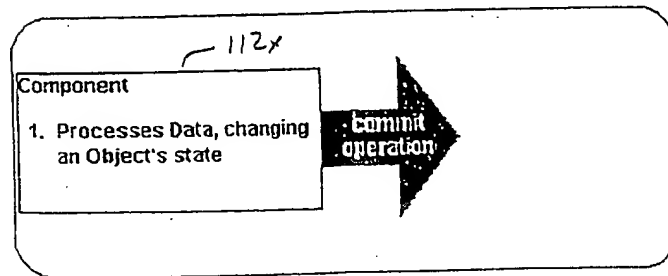 112x
Component
1. Processes Data, changing
an Object's state
commit
operation